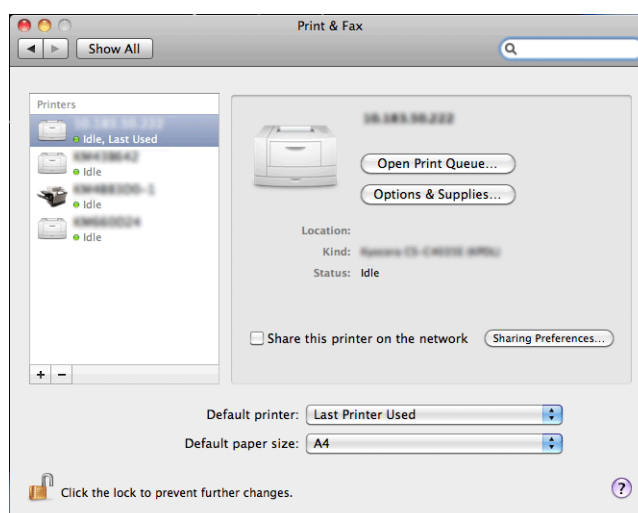 Print & Fax
Show All
Printers
Idle, Last Used
Idle
Idle
Idle
Open Print Queue...
Options & Supplies...
Location:
Kind:
Status: Idle
Share this printer on the network Sharing Preferences...
+ −
Default printer: Last Printer Used
Default paper size: A4
Click the lock to prevent further changes.
?